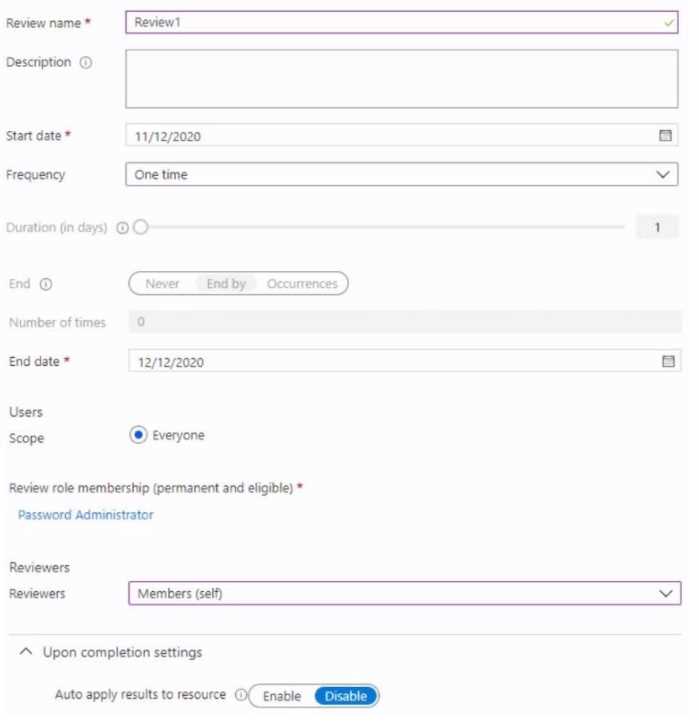 Review name * Review1
Description
Start date * 11/12/2020
Frequency One time
Duration (in days) 1
End Never End by Occurrences
Number of times 0
End date * 12/12/2020
Users
Scope Everyone
Review role membership (permanent and eligible) *
Password Administrator
Reviewers
Reviewers Members (self)
Upon completion settings
Auto apply results to resource Enable Disable